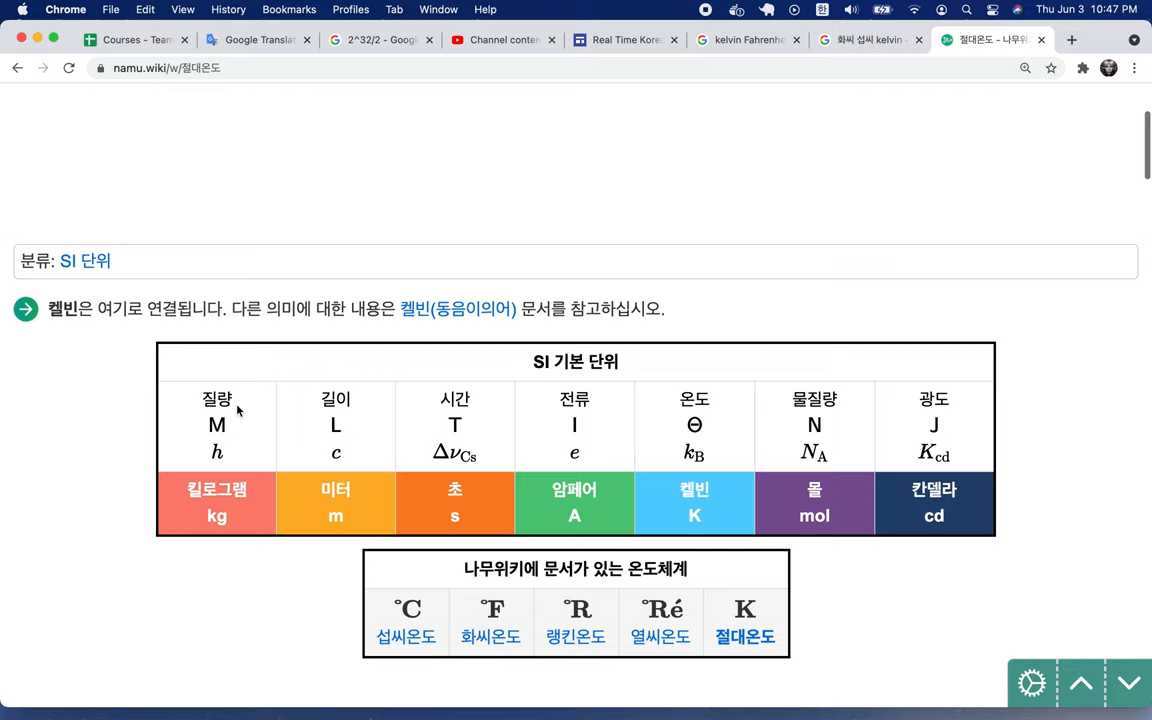 Chrome File Edit View History Bookmarks Profiles Tab Window Help 한 Thu Jun 3 10:47 PM
Courses - Team Google Translat 2^32/2 - Goog Channel conten Real Time Kore kelvin Fahrenhe 화씨 섭씨 kelvin - 절대온도 - 나무위
namu.wiki/w/절대온도
분류: SI 단위
켈빈은 여기로 연결됩니다. 다른 의미에 대한 내용은 켈빈(동음이의어) 문서를 참고하십시오.
SI 기본 단위
질량 길이 시간 전류 온도 물질량 광도
M L T I Θ N J
h c ΔνCs e kB NA Kcd
킬로그램 미터 초 암페어 켈빈 몰 칸델라
kg m s A K mol cd
나무위키에 문서가 있는 온도체계
°C °F °R °Ré K
섭씨온도 화씨온도 랭킨온도 열씨온도 절대온도